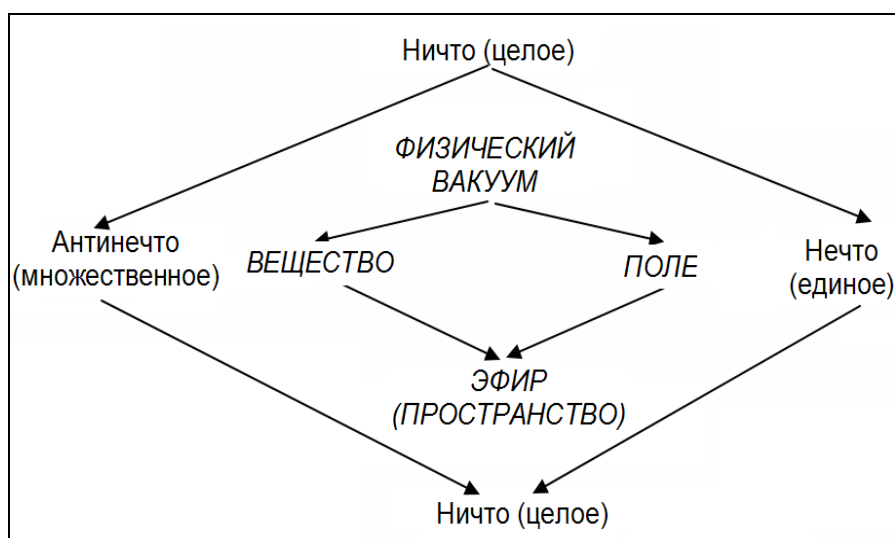 Ничто (целое)
ФИЗИЧЕСКИЙ
ВАКУУМ
Антинечто
(множественное)
ВЕЩЕСТВО
ПОЛЕ
Нечто
(единое)
ЭФИР
(ПРОСТРАНСТВО)
Ничто (целое)